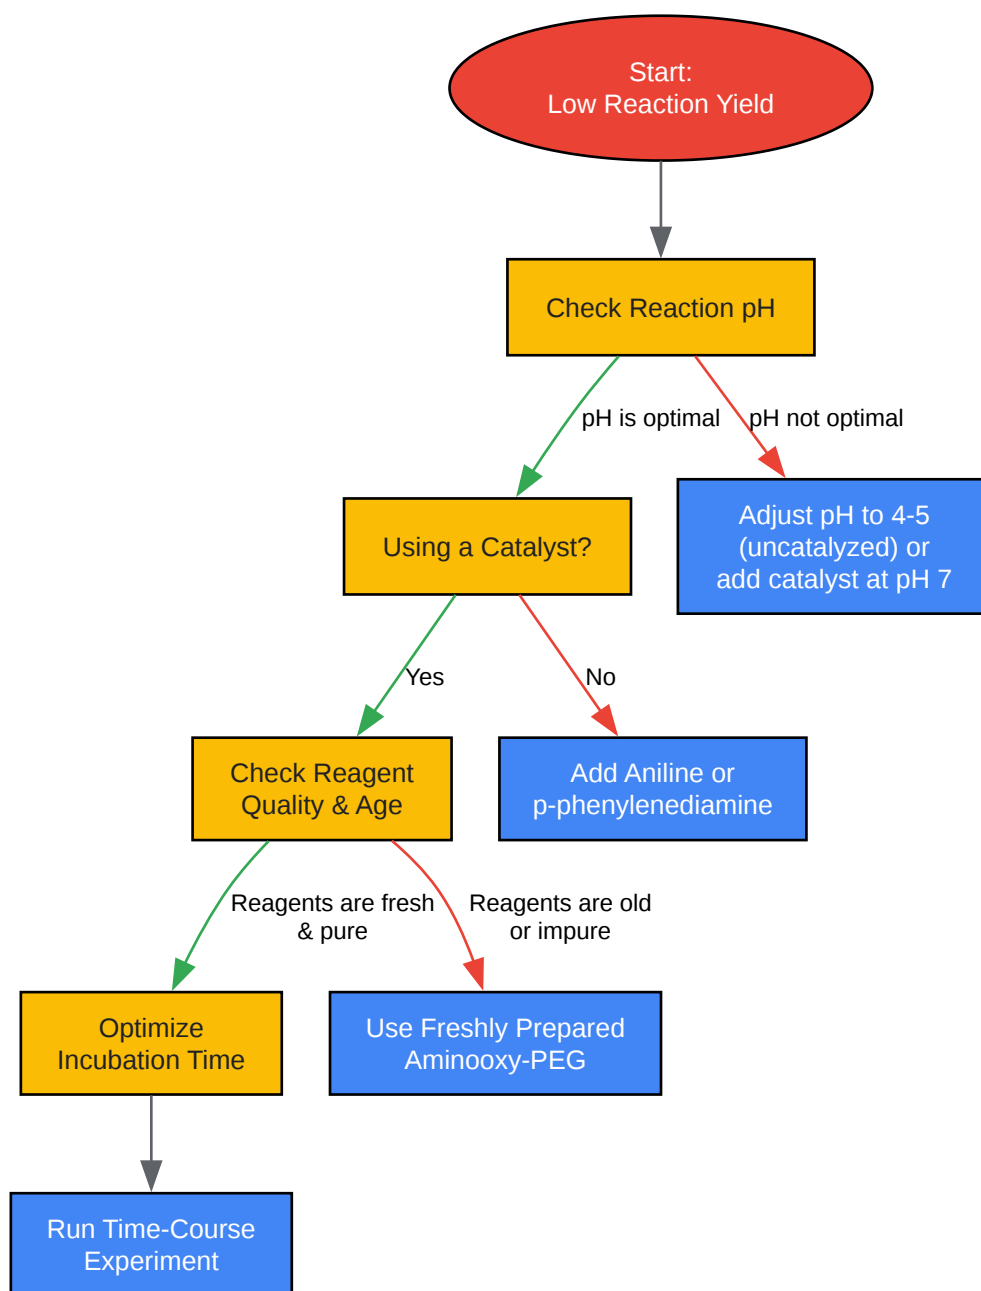 Start:
Low Reaction Yield
Check Reaction pH
pH is optimal
pH not optimal
Adjust pH to 4-5
(uncatalyzed) or
add catalyst at pH 7
Using a Catalyst?
Yes
No
Check Reagent
Quality & Age
Add Aniline or
p-phenylenediamine
Reagents are fresh
& pure
Reagents are old
or impure
Optimize
Incubation Time
Use Freshly Prepared
Aminooxy-PEG
Run Time-Course
Experiment